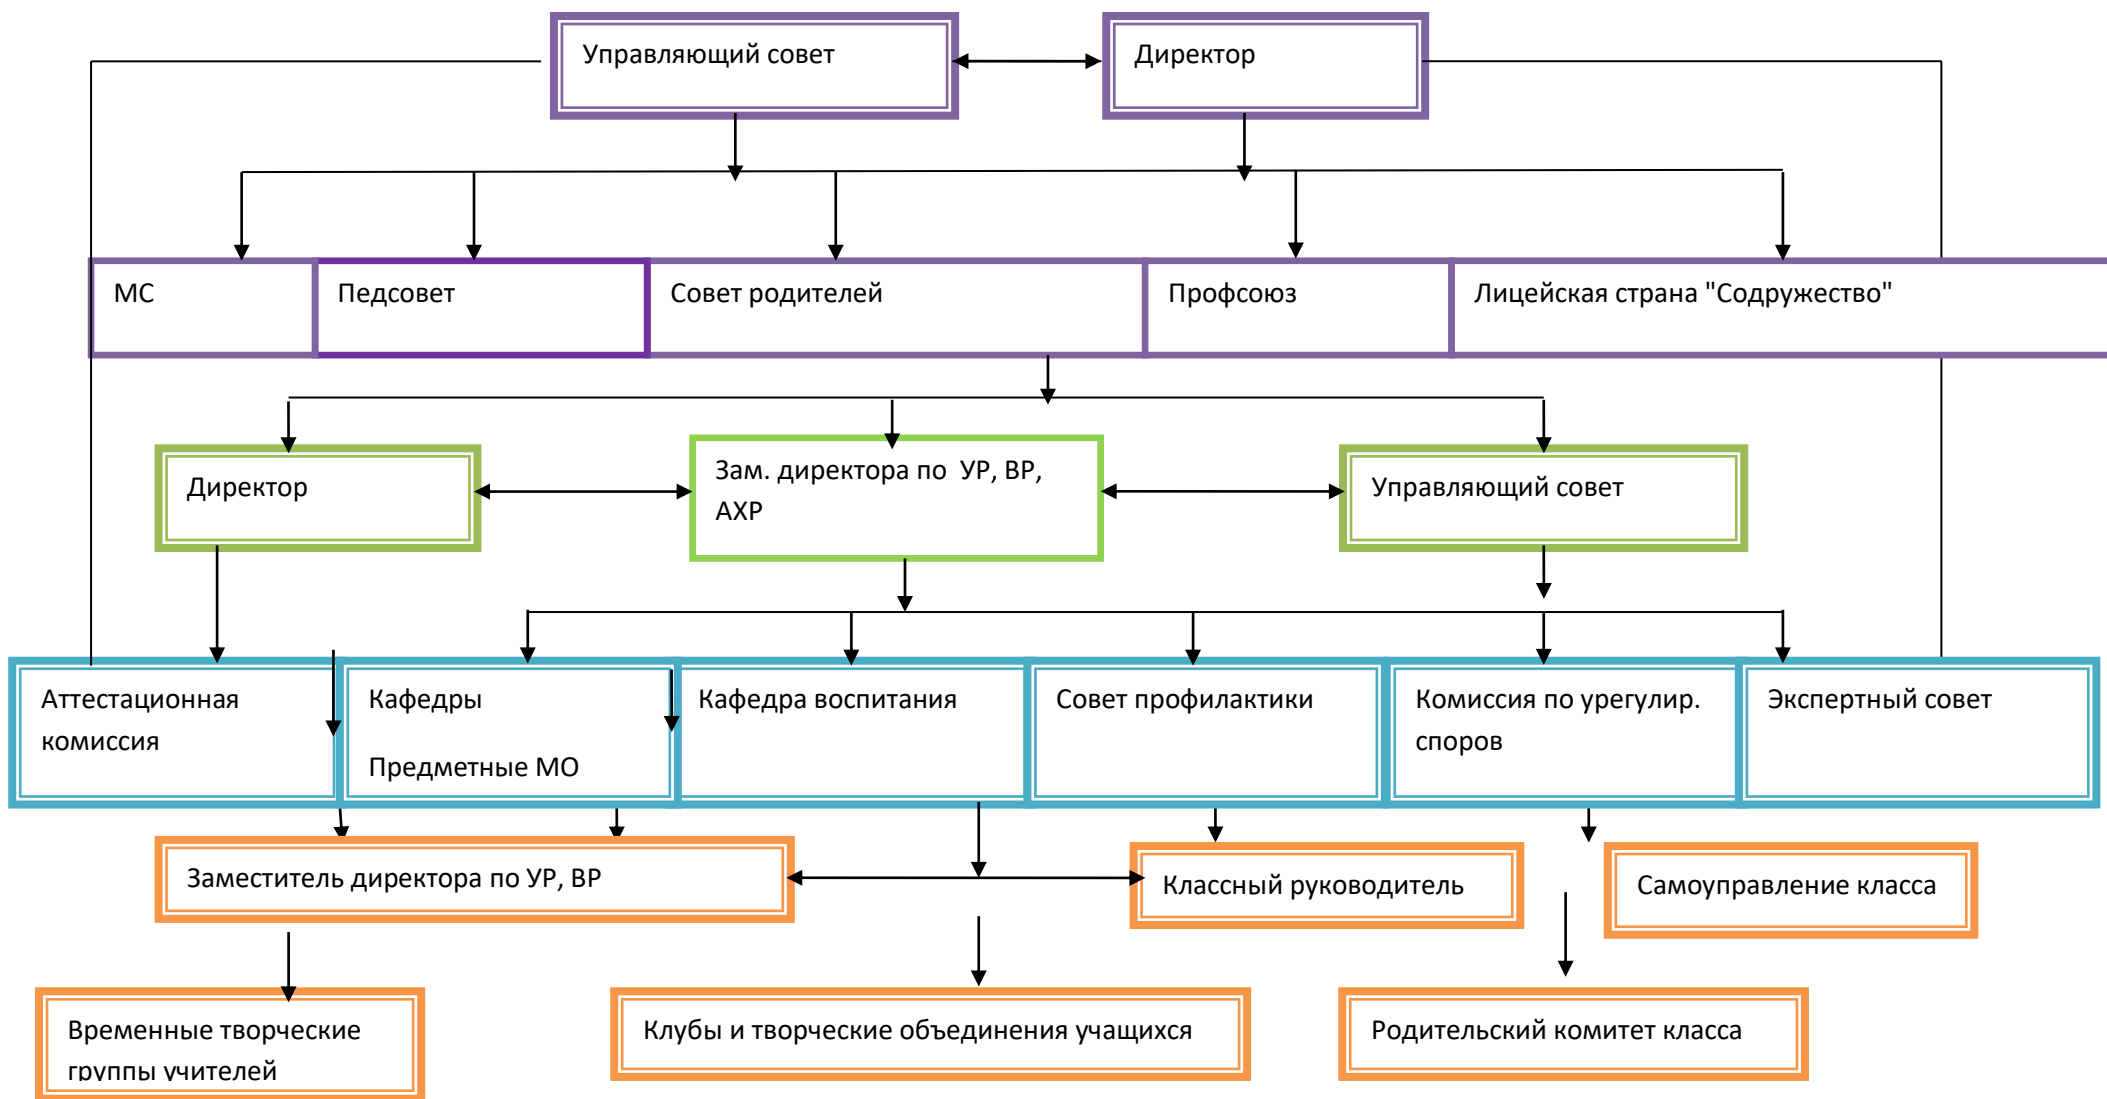 Управляющий совет
Директор
МС
Педсовет
Совет родителей
Профсоюз
Лицейская страна "Содружество"
Директор
Зам. директора по  УР, ВР,
АХР
Управляющий совет
Аттестационная
комиссия
Кафедры
Предметные МО
Кафедра воспитания
Совет профилактики
Комиссия по урегулир.
споров
Экспертный совет
Заместитель директора по УР, ВР
Классный руководитель
Самоуправление класса
Временные творческие
группы учителей
Клубы и творческие объединения учащихся
Родительский комитет класса